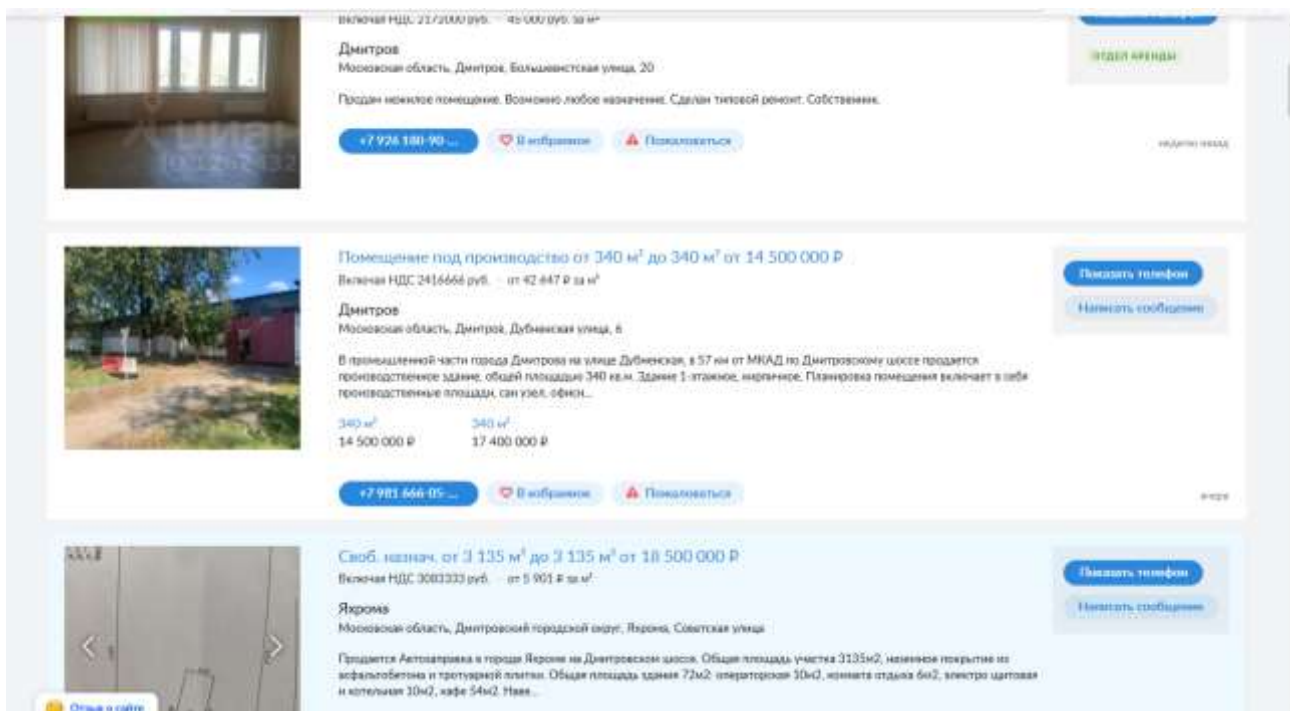 Включая НДС 2172000 руб. · 45 000 руб. за м²
Дмитров
Московская область, Дмитров, Большевистская улица, 20
ОТДЕЛ АРЕНДЫ
Продам нежилое помещение. Возможно любое назначение. Сделан типовой ремонт. Собственник.
циан
+7 926 180-90-...
В избранное
Пожаловаться
неделю назад
Помещение под производство от 340 м² до 340 м² от 14 500 000 ₽
Включая НДС 2416666 руб. · от 42 647 ₽ за м²
Показать телефон
Написать сообщение
Дмитров
Московская область, Дмитров, Дубненская улица, 6
В промышленной части города Дмитрова на улице Дубненская, в 57 км от МКАД по Дмитровскому шоссе продается
производственное здание, общей площадью 340 кв.м. Здание 1-этажное, кирпичное. Планировка помещения включает в себя
производственные площади, сан узел, офисн...
340 м² 340 м²
14 500 000 ₽ 17 400 000 ₽
+7 981 666-05-...
В избранное
Пожаловаться
вчера
Своб. назнач. от 3 135 м² до 3 135 м² от 18 500 000 ₽
Включая НДС 3083333 руб. · от 5 901 ₽ за м²
Показать телефон
Написать сообщение
Яхрома
Московская область, Дмитровский городской округ, Яхрома, Советская улица
Продается Автозаправка в городе Яхроме на Дмитровском шоссе. Общая площадь участка 3135м2, наземное покрытие из
асфальтобетона и тротуарной плитки. Общая площадь здания 72м2: операторская 10м2, комната отдыха 6м2, электро щитовая
и котельная 10м2, кафе 54м2. Наве...
Отзыв о сайте